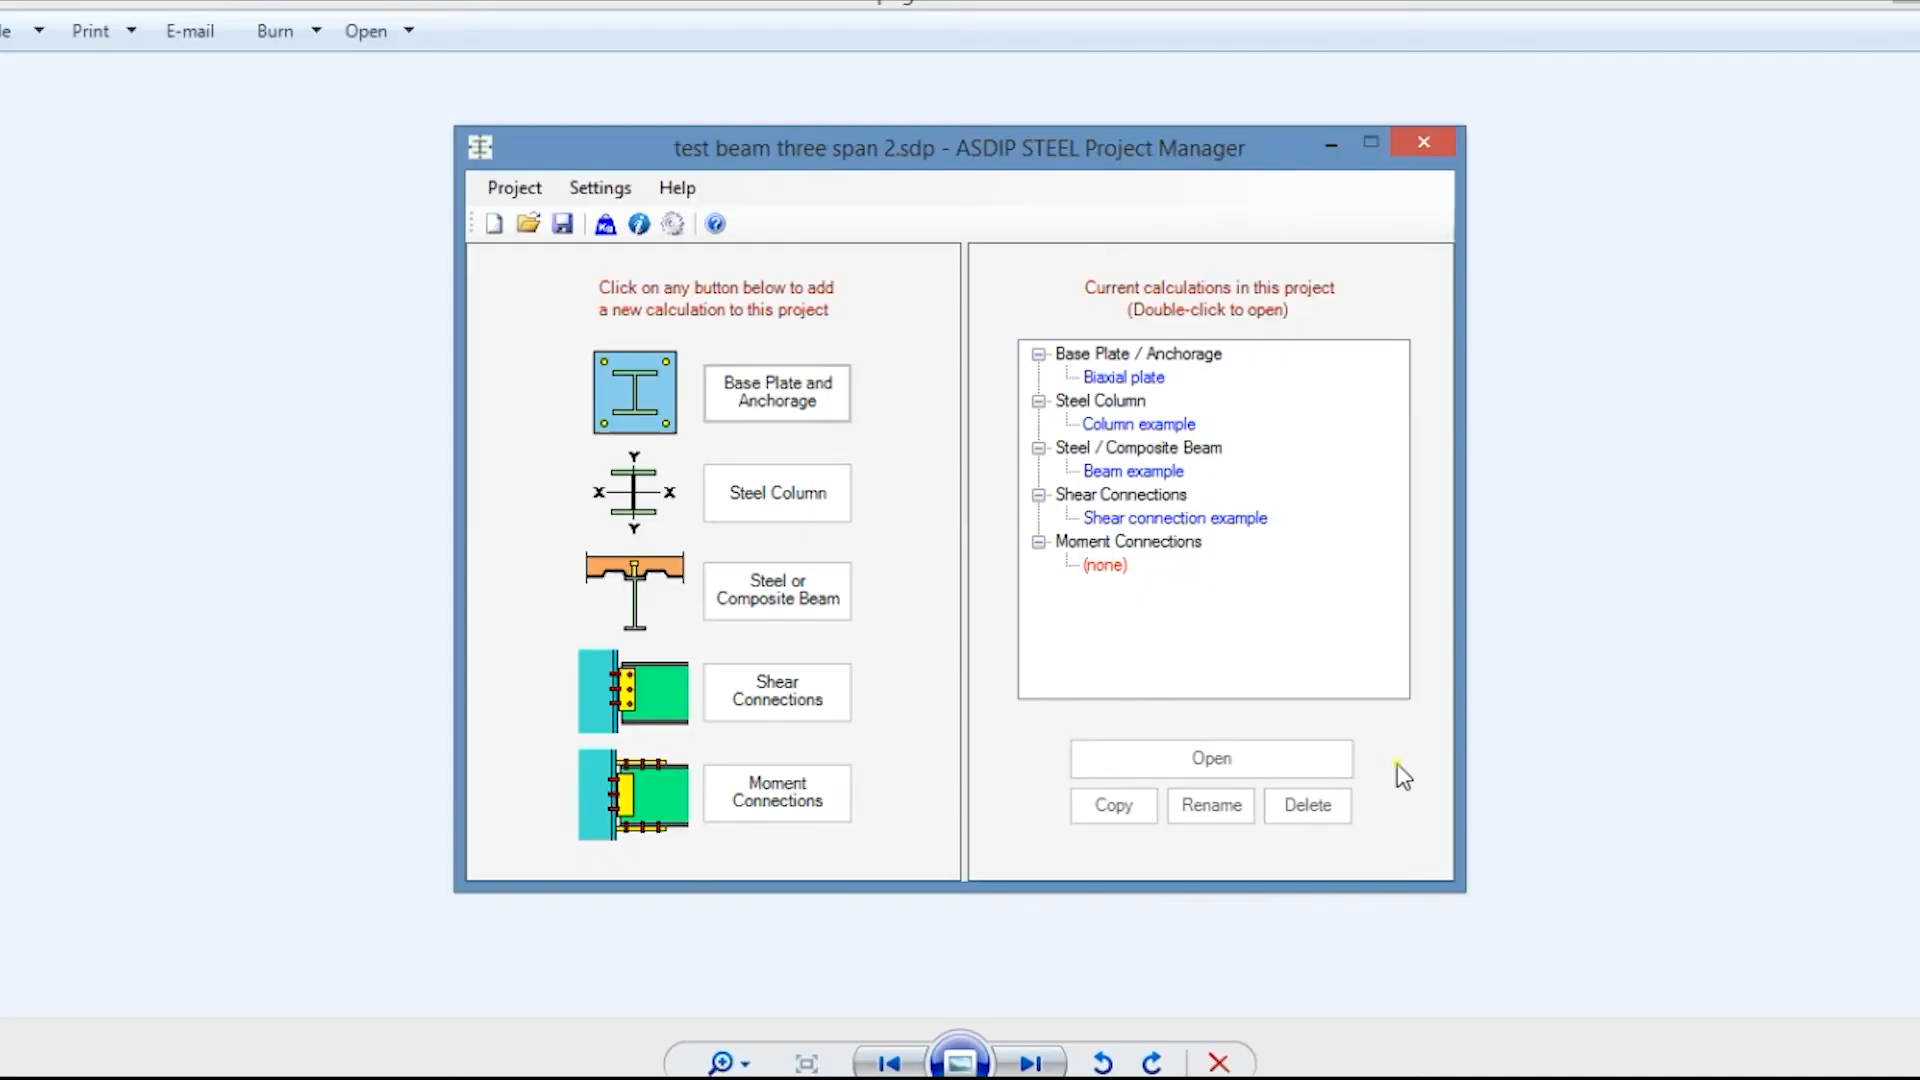 Print
E-mail
Burn
Open
test beam three span 2.sdp - ASDIP STEEL Project Manager
Project
Settings
Help
Click on any button below to add
a new calculation to this project
Base Plate and
Anchorage
Y
X
X
Y
Steel Column
Steel or
Composite Beam
Shear
Connections
Moment
Connections
Current calculations in this project
(Double-click to open)
Base Plate / Anchorage
Biaxial plate
Steel Column
Column example
Steel / Composite Beam
Beam example
Shear Connections
Shear connection example
Moment Connections
(none)
Open
Copy
Rename
Delete